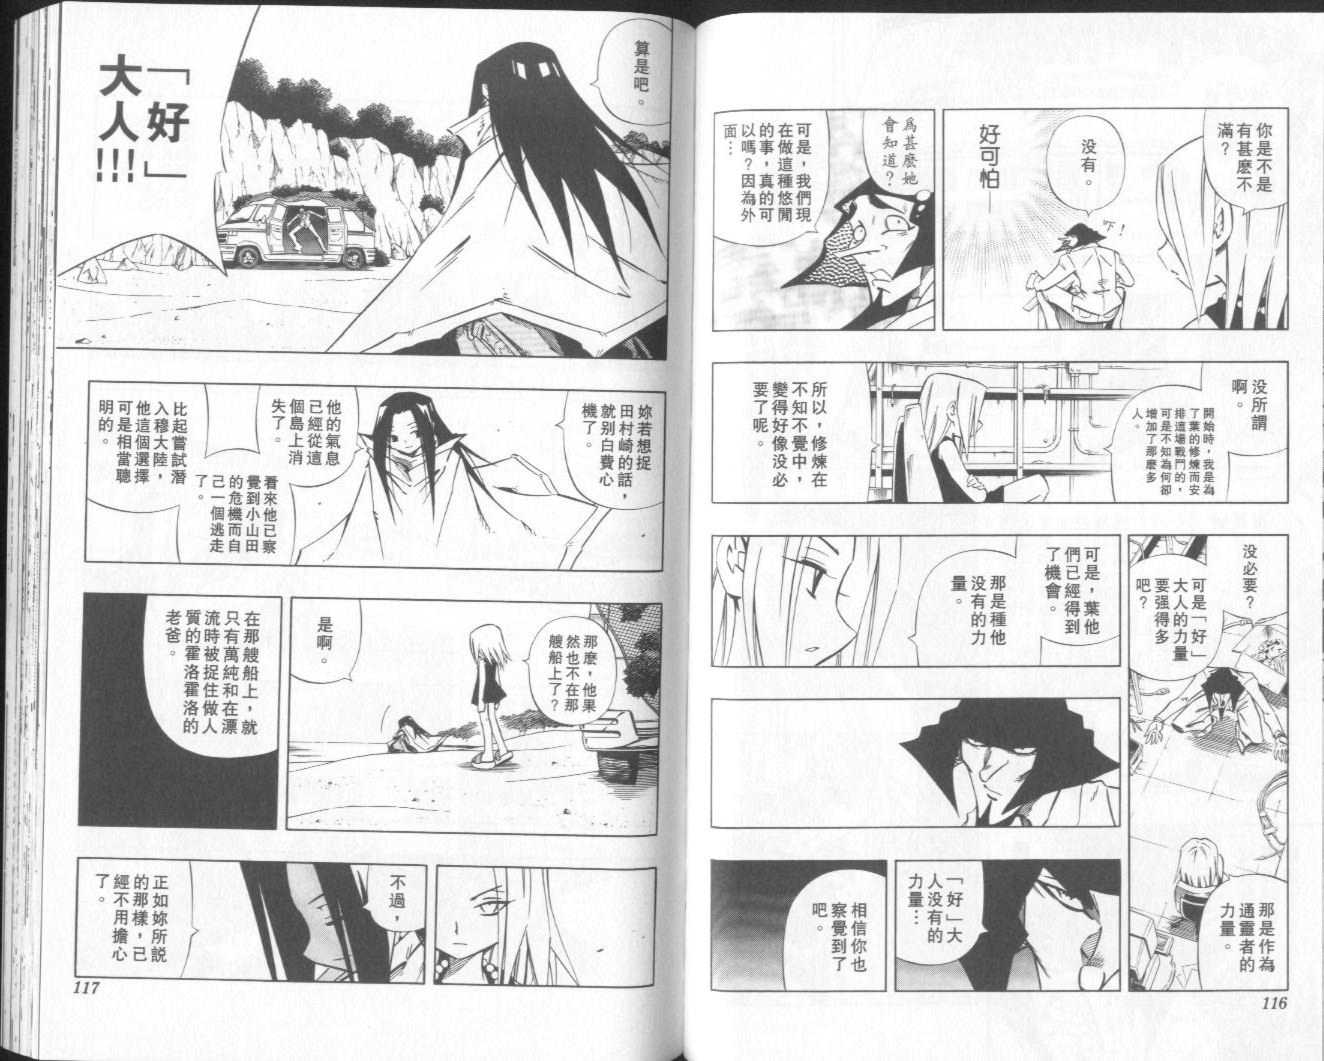 你是不是
有甚麼不
滿?
没有。
吓!
好可怕—
爲甚麼她
會知道?
可是,我們現
在做這種悠閒
的事,真的可
以嗎?因為外
面…
没所謂
啊。
開始時,我是為
了葉的修煉而安
排這場戰鬥的,
可是不知為何卻
增加了那麼多
人。
所以,修煉在
不知不覺中,
變得好像没必
要了呢。
没必要?
可是「好」
大人的力量
要强得多
吧?
那是作為
通靈者的
力量。
可是,葉他
們已經得到
了機會。
那是種他
没有的力
量。
「好」大
人没有的
力量…
相信你也
察覺到了
吧。
116
算是吧。
「好」
大人!!!
妳若想捉
田村崎的話,
就别白費心
機了。
他的氣息
已經從這
個島上消
失了。
看來他已察
覺到小山田
的危機而自
己一個逃走
了。
比起嘗試潛
入穆大陸,
他這個選擇
可是相當聰
明的。
那麼,他果
然也不在那
艘船上了?
是啊。
在那艘船上,就
只有萬純和在漂
流時被捉住做人
質的霍洛霍洛的
老爸。
不過,
正如妳所説
的那樣,已
經不用擔心
了。
117